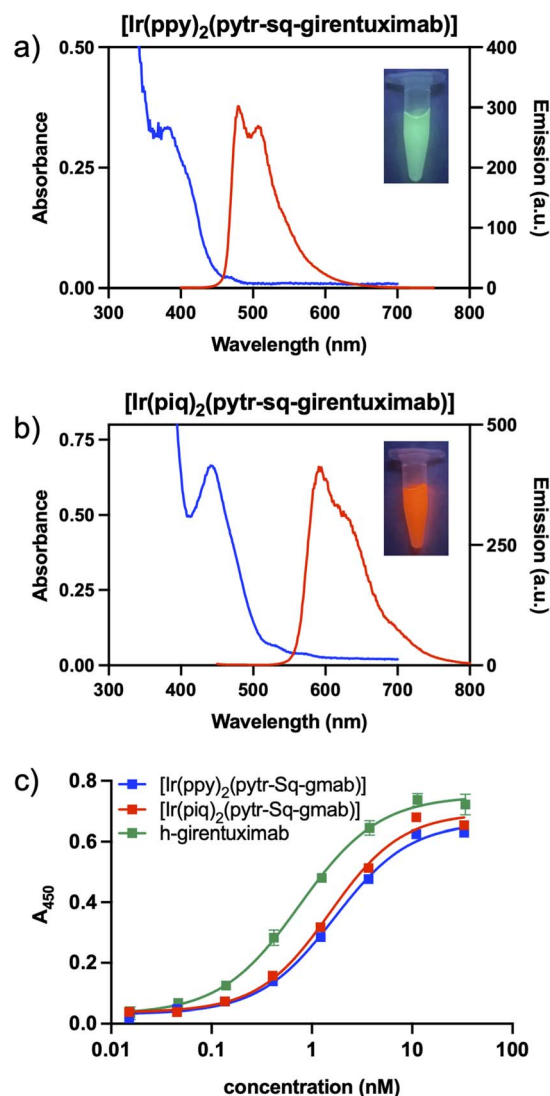 [Ir(ppy)2(pytr-sq-girentuximab)]
a)
0.50
0.25
0.00
Absorbance
400
300
200
100
0
Emission (a.u.)
300 400 500 600 700 800
Wavelength (nm)
[Ir(piq)2(pytr-sq-girentuximab)]
b)
0.75
0.50
0.25
0.00
Absorbance
500
250
0
Emission (a.u.)
300 400 500 600 700 800
Wavelength (nm)
c)
[Ir(ppy)2(pytr-Sq-gmab)]
[Ir(piq)2(pytr-Sq-gmab)]
h-girentuximab
0.8
0.6
0.4
0.2
0.0
A450
0.01 0.1 1 10 100
concentration (nM)